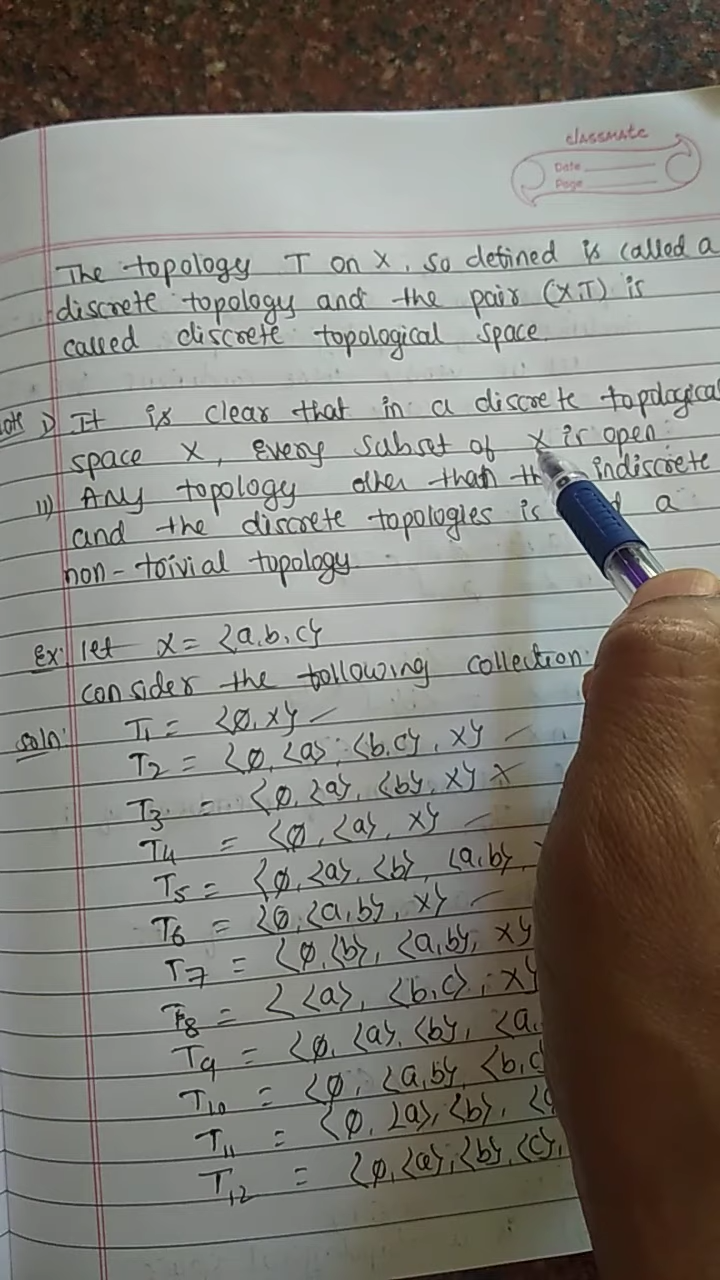 classmate
Date
Page
The topology T on X, so defined is called a
discrete topology and the pair (X,T) is
called discrete topological space.
i) It is clear that in a discrete topological
space X, every subset of X is open.
ii) Any topology other than indiscrete
and the discrete topologies is a
non-trivial topology.
Ex: let X = {a,b,c}
consider the following collection:
Soln: T1 = {∅, X} ✓
T2 = {∅, {a}, {b,c}, X} ✓
T3 = {∅, {a}, {b}, X} ×
T4 = {∅, {a}, X} ✓
T5 = {∅, {a}, {b}, {a,b},
T6 = {∅, {a,b}, X} ✓
T7 = {∅, {b}, {a,b}, X}
T8 = { {a}, {b,c}, X}
T9 = {∅, {a}, {b}, {a,
T10 = {∅, {a,b}, {b,c
T11 = {∅, {a}, {b}, {
T12 = {∅, {a}, {b}, {c},